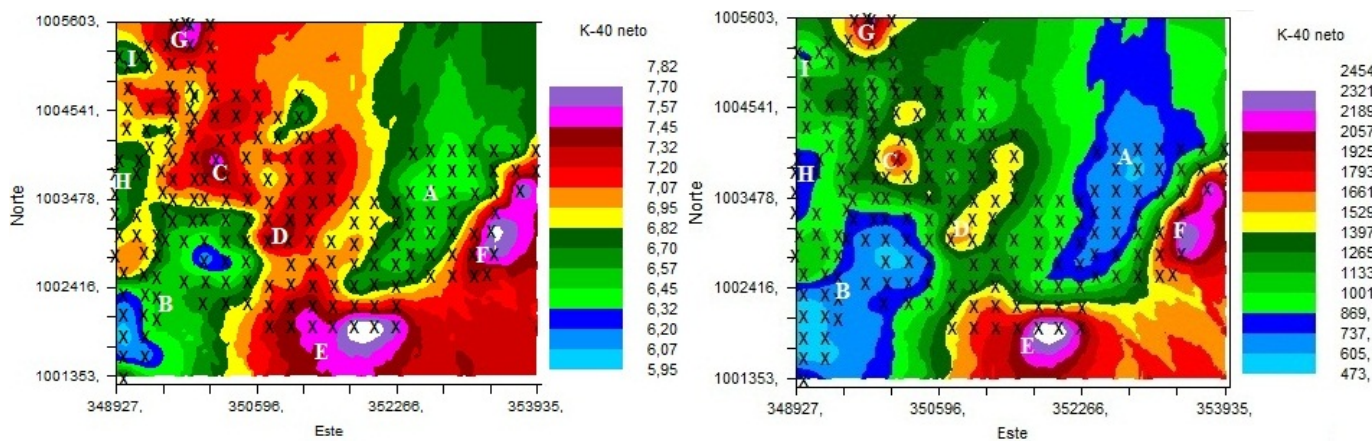 K-40 neto
7,82
7,70
7,57
7,45
7,32
7,20
7,07
6,95
6,82
6,70
6,57
6,45
6,32
6,20
6,07
5,95
1005603,
1004541,
1003478,
1002416,
1001353,
Norte
348927,
350596,
352266,
353935,
Este
G
I
C
H
A
D
F
B
E
K-40 neto
2454
2321,
2185,
2057
1925
1793,
1661
1529
1397
1265
1133,
1001
869,
737,
605,
473,
1005603,
1004541,
1003478,
1002416,
1001353,
Norte
348927,
350596,
352266,
353935,
Este
G
I
C
A
H
D
F
B
E